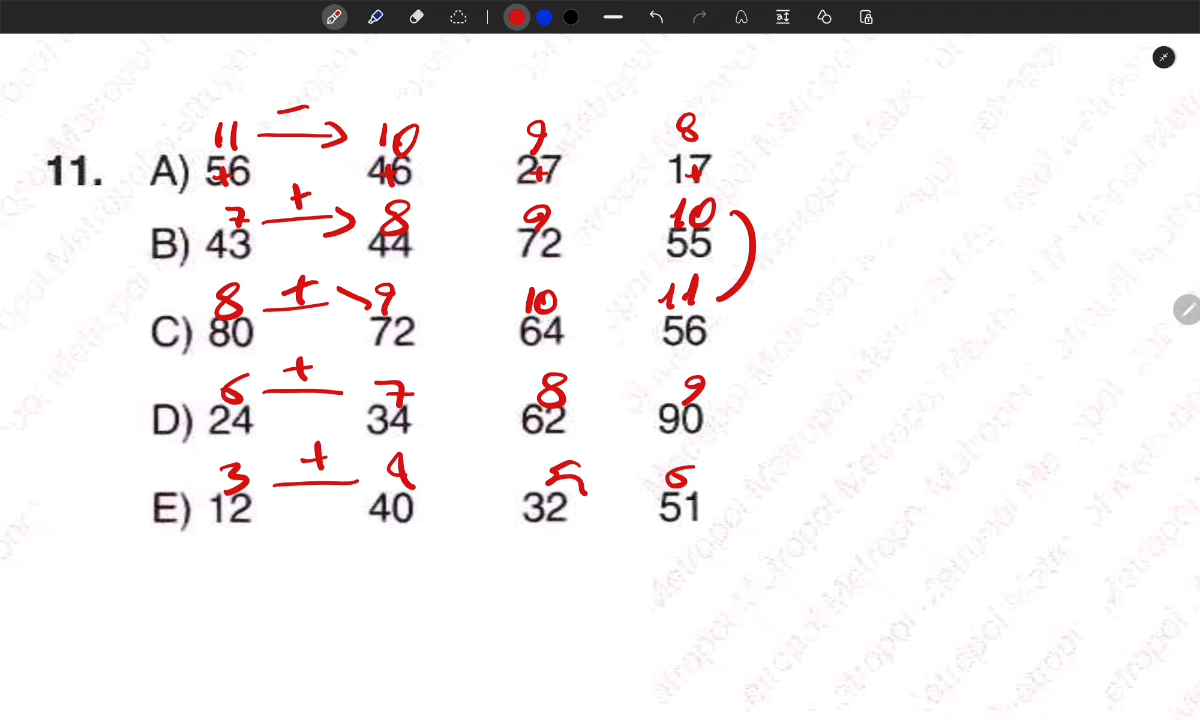 11 — 10 9 8
11. A) 56 46 27 17
+ + + +
7 + 8 9 10
B) 43 44 72 55
8 + 9 10 11
C) 80 72 64 56
6 + 7 8 9
D) 24 34 62 90
3 + 4 5 6
E) 12 40 32 51